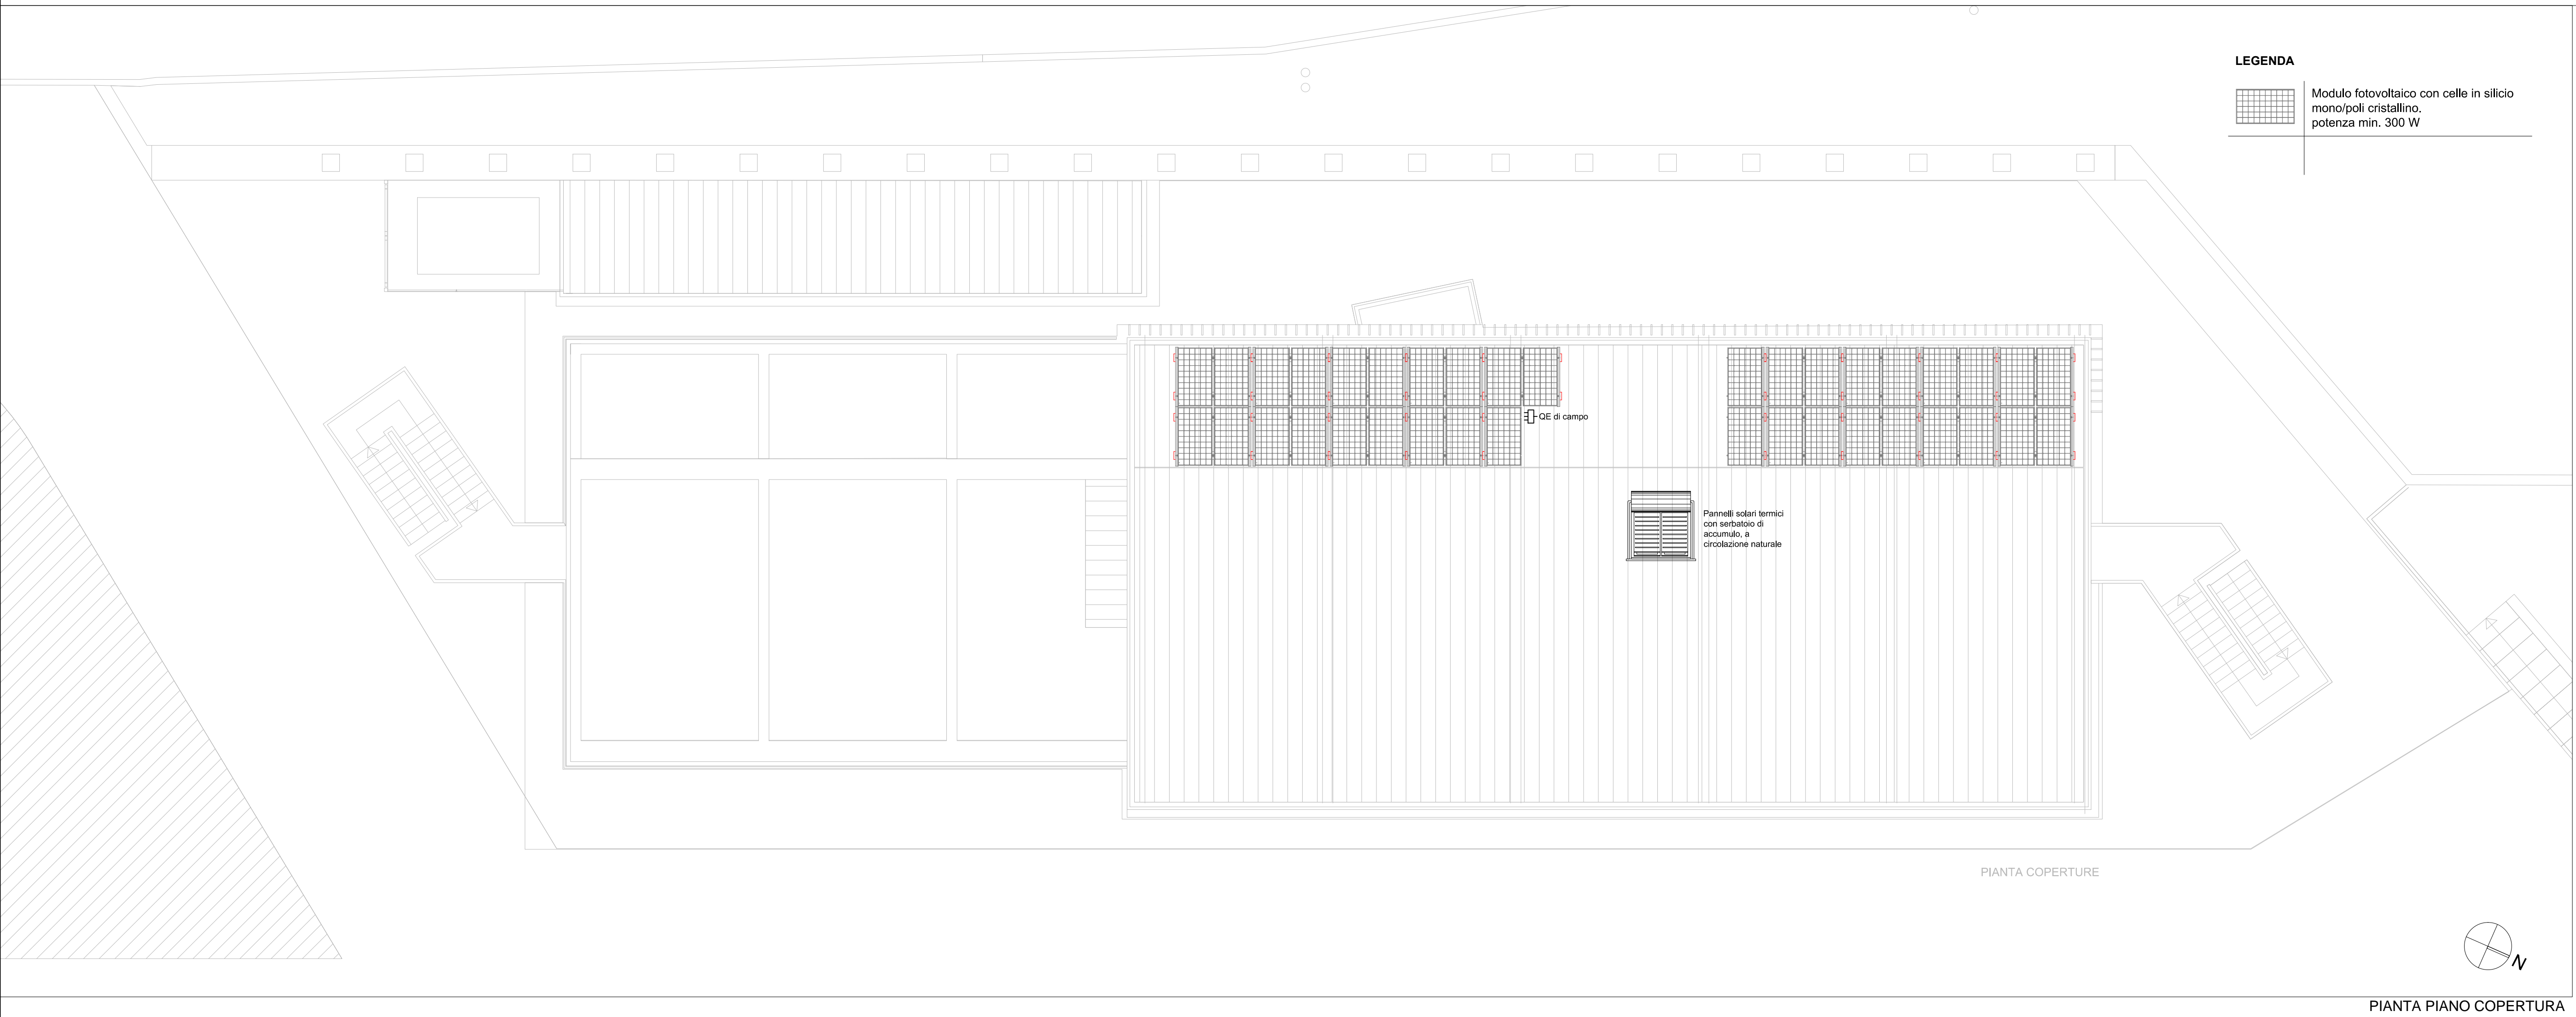 LEGENDA
Modulo fotovoltaico con celle in silicio
mono/poli cristallino.
potenza min. 300 W
QE di campo
Pannelli solari termici
con serbatoio di
accumulo, a
circolazione naturale
PIANTA COPERTURE
N
PIANTA PIANO COPERTURA